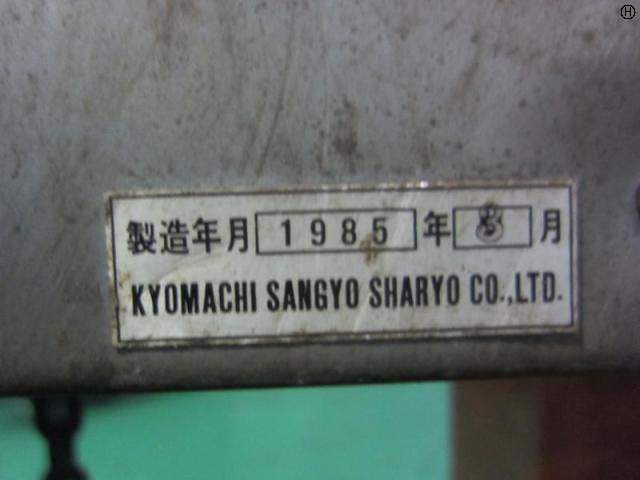 製造年月 1985 年 月
KYOMACHI SANGYO SHARYO CO.,LTD.
H